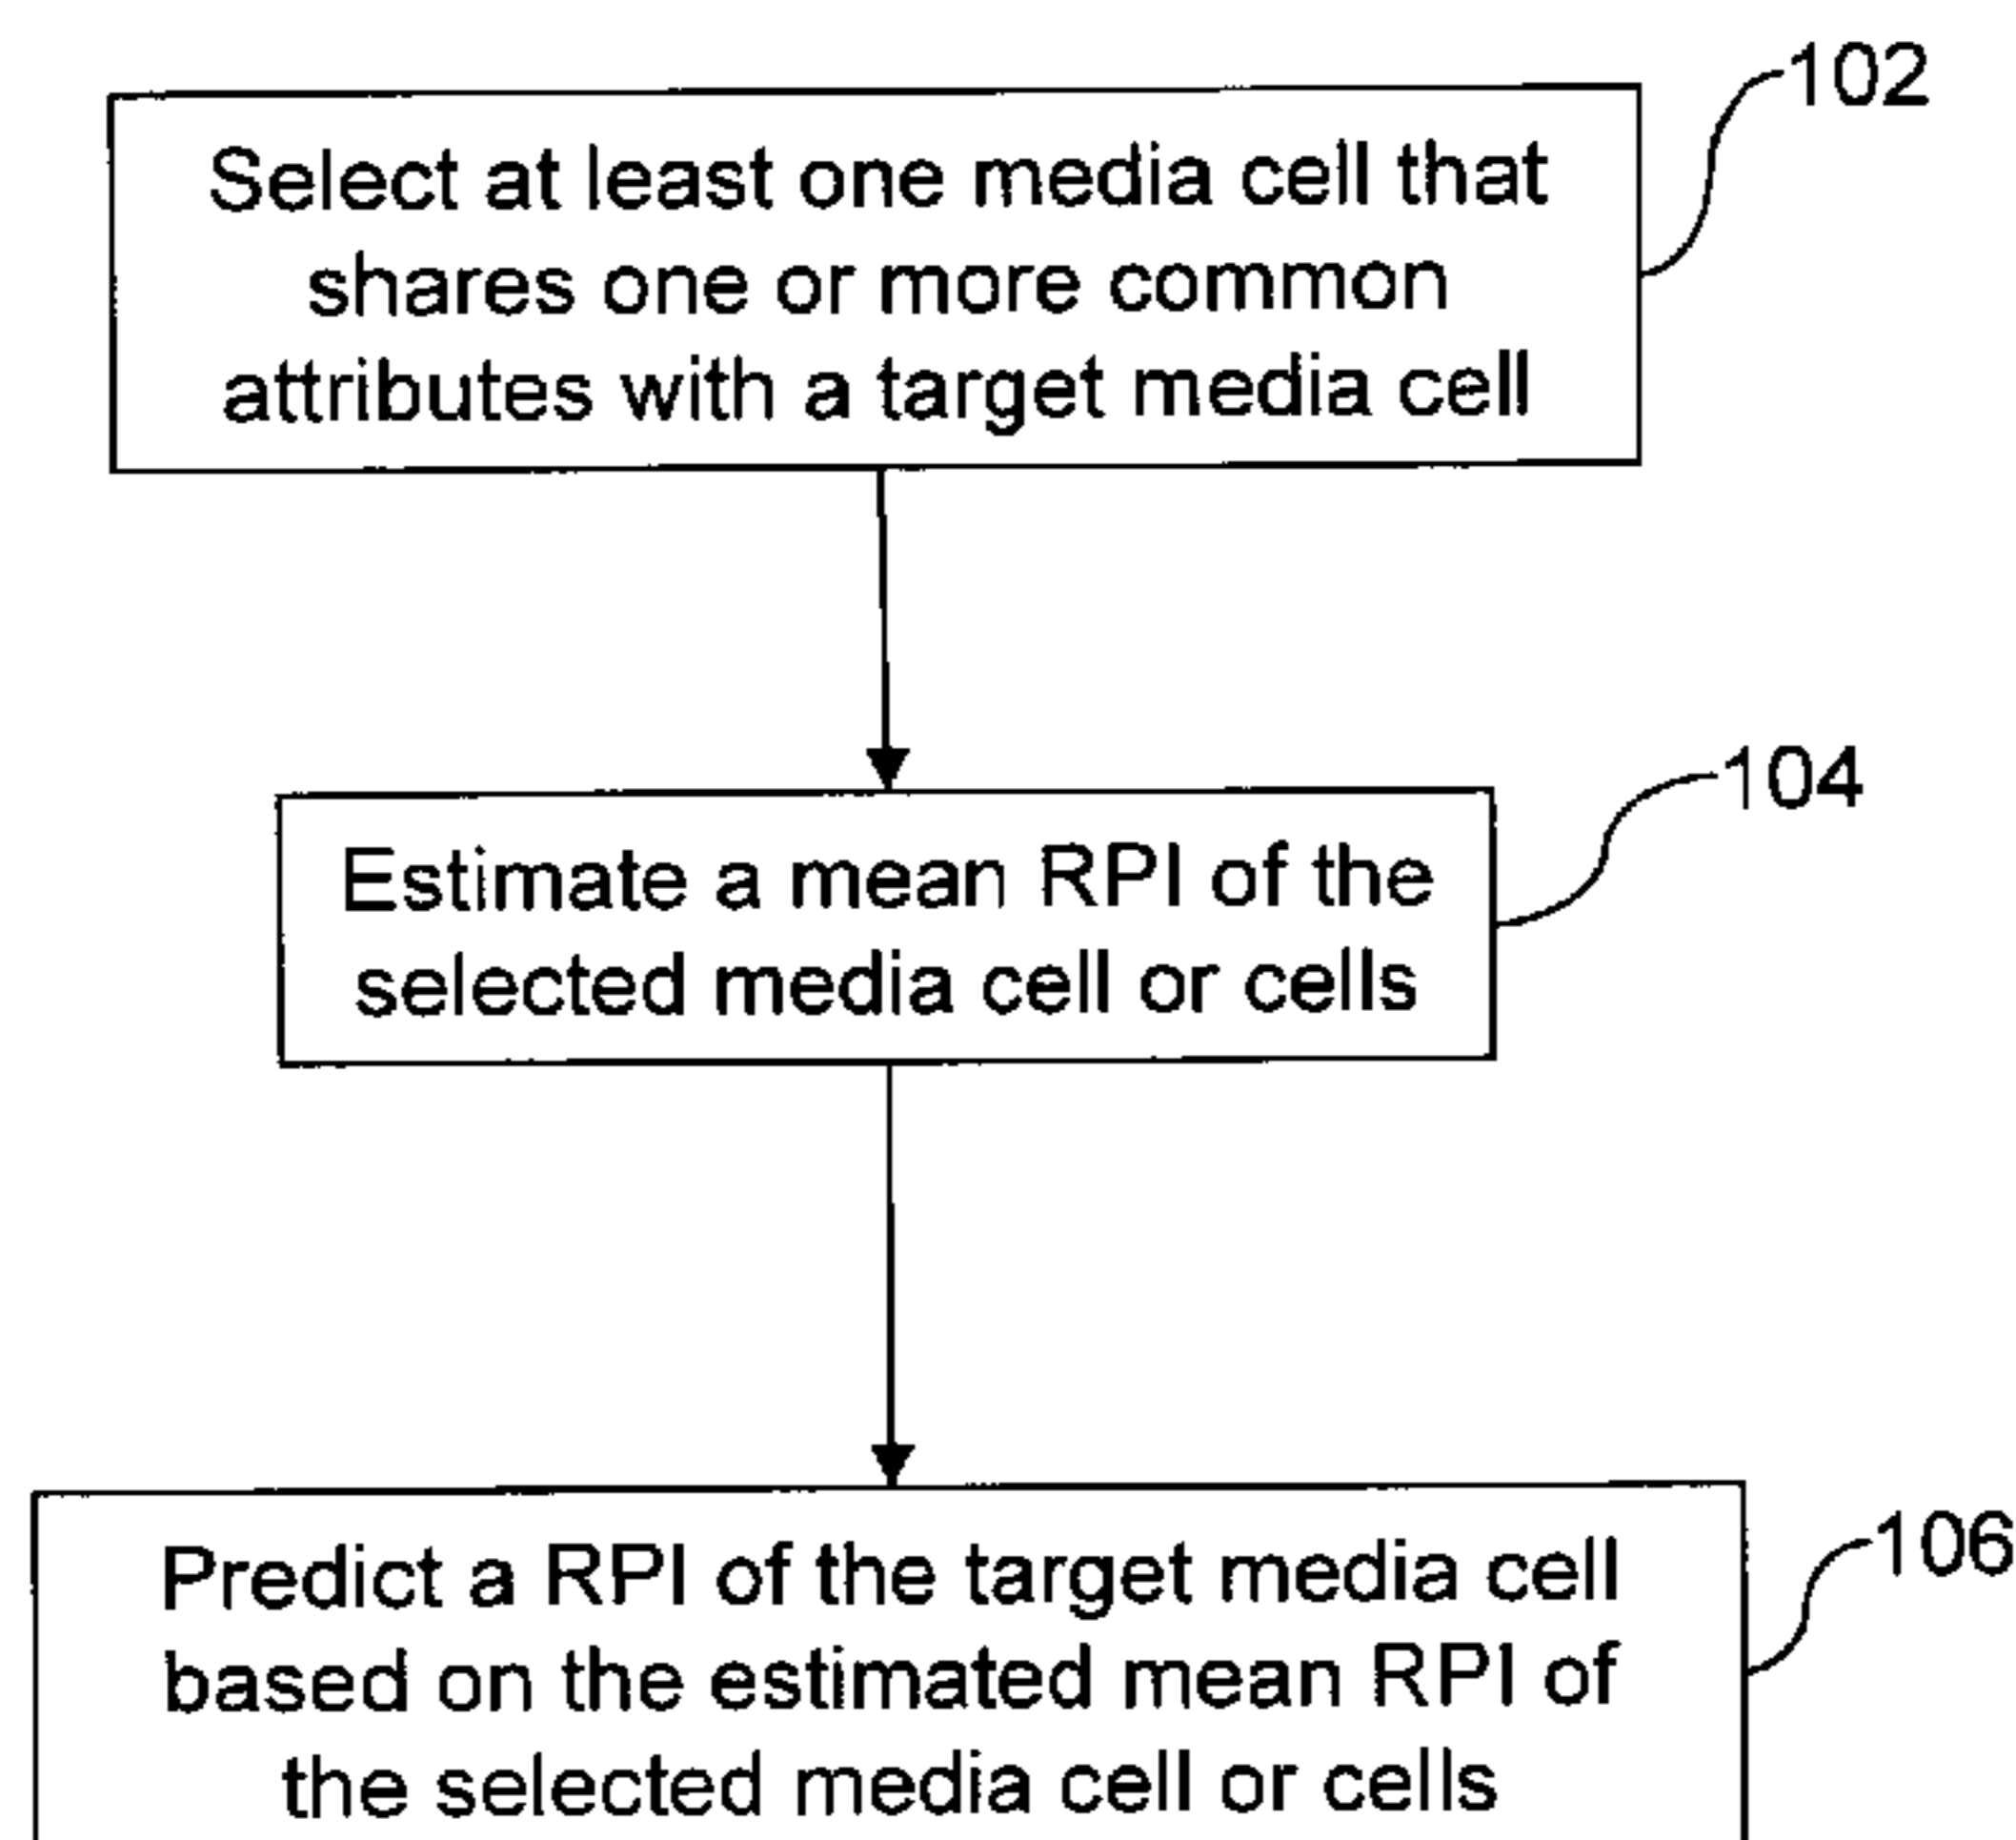 102
Select at least one media cell that
shares one or more common
attributes with a target media cell
104
Estimate a mean RPI of the
selected media cell or cells
106
Predict a RPI of the target media cell
based on the estimated mean RPI of
the selected media cell or cells